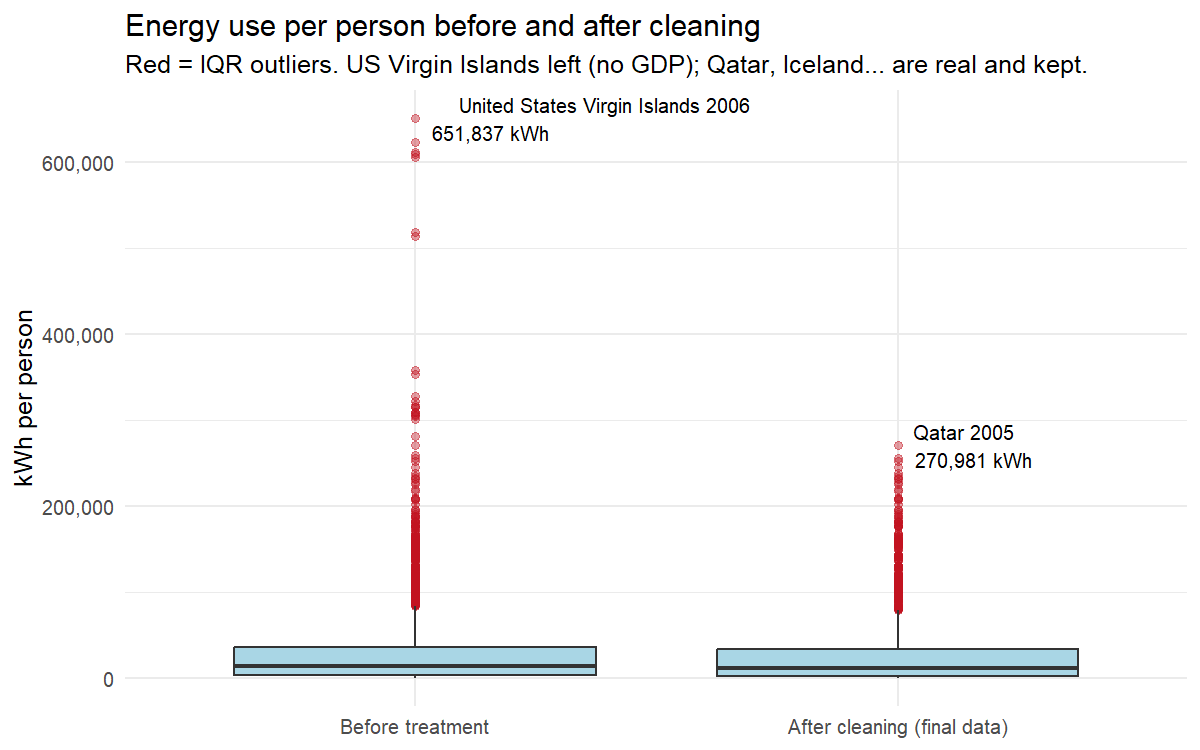 Energy use per person before and after cleaning
Red = IQR outliers. US Virgin Islands left (no GDP); Qatar, Iceland... are real and kept.
United States Virgin Islands 2006
651,837 kWh
600,000
400,000
Qatar 2005
270,981 kWh
200,000
0
kWh per person
Before treatment
After cleaning (final data)